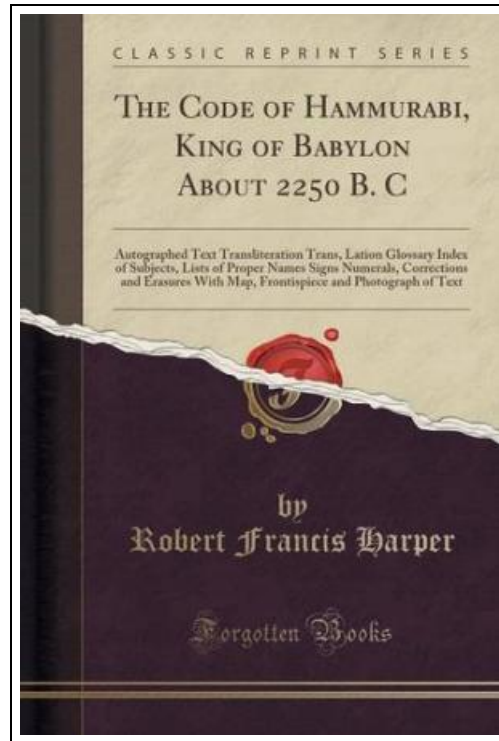 CLASSIC REPRINT SERIES
THE CODE OF HAMMURABI,
KING OF BABYLON
ABOUT 2250 B. C
Autographed Text Transliteration Trans, Lation Glossary Index
of Subjects, Lists of Proper Names Signs Numerals, Corrections
and Erasures With Map, Frontispiece and Photograph of Text
by
Robert Francis Harper
Forgotten Books